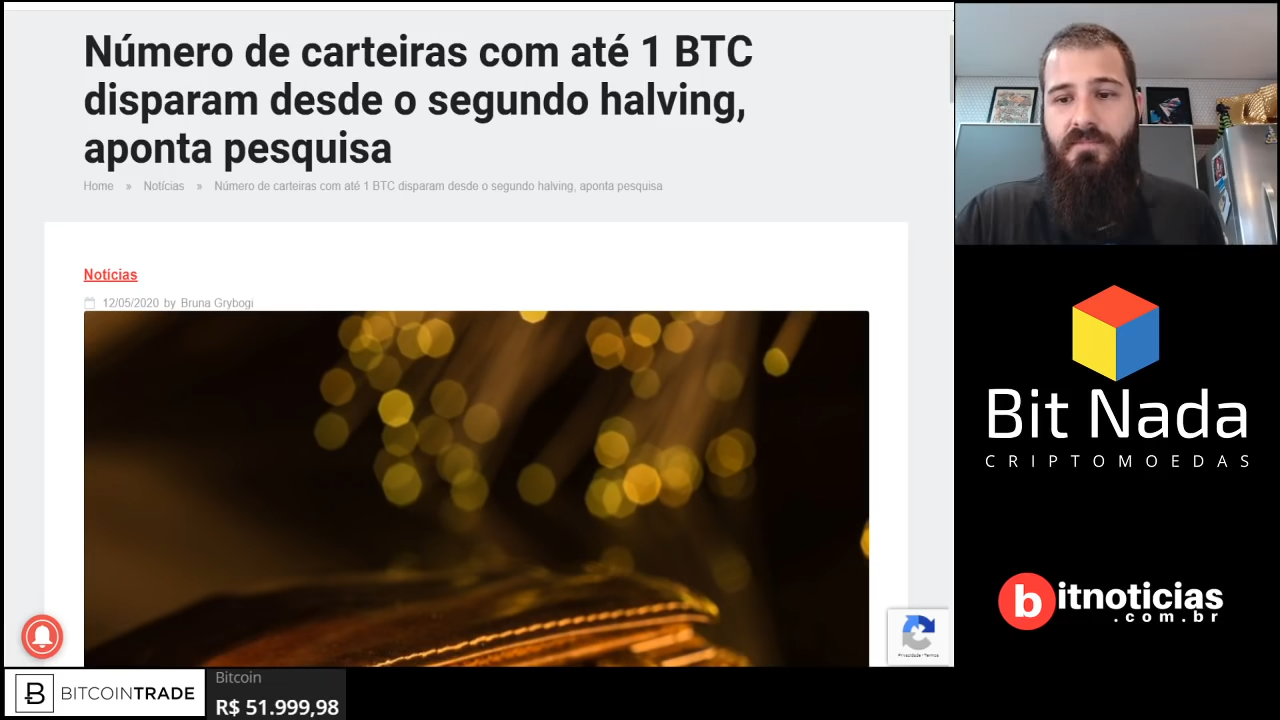 Número de carteiras com até 1 BTC
disparam desde o segundo halving,
aponta pesquisa
Home » Notícias » Número de carteiras com até 1 BTC disparam desde o segundo halving, aponta pesquisa
Notícias
12/05/2020 by Bruna Grybogi
Privacidade - Termos
Bit Nada
CRIPTOMOEDAS
bitnoticias
.com.br
B BITCOINTRADE
Bitcoin
R$ 51.999,98